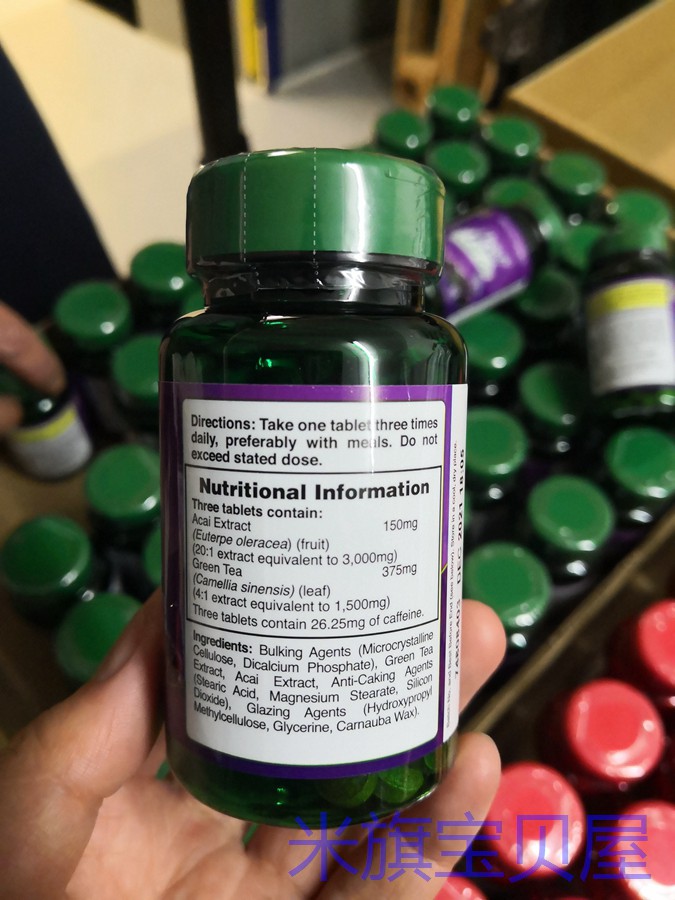 Directions: Take one tablet three times
daily, preferably with meals. Do not
exceed stated dose.
Nutritional Information
Three tablets contain:
Acai Extract 150mg
(Euterpe oleracea) (fruit)
(20:1 extract equivalent to 3,000mg)
Green Tea 375mg
(Camellia sinensis) (leaf)
(4:1 extract equivalent to 1,500mg)
Three tablets contain 26.25mg of caffeine.
Ingredients: Bulking Agents (Microcrystalline
Cellulose, Dicalcium Phosphate), Green Tea
Extract, Acai Extract, Anti-Caking Agents
(Stearic Acid, Magnesium Stearate, Silicon
Dioxide), Glazing Agents (Hydroxypropyl
Methylcellulose, Glycerine, Carnauba Wax).
DEC 2021 18:05
米旗宝贝屋